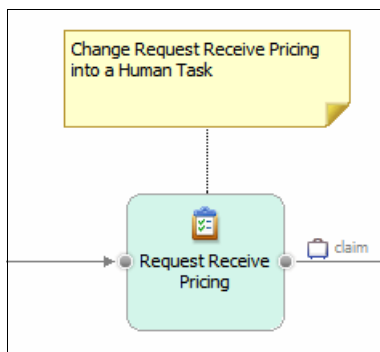 Change Request Receive Pricing
into a Human Task
claim
Request Receive
Pricing